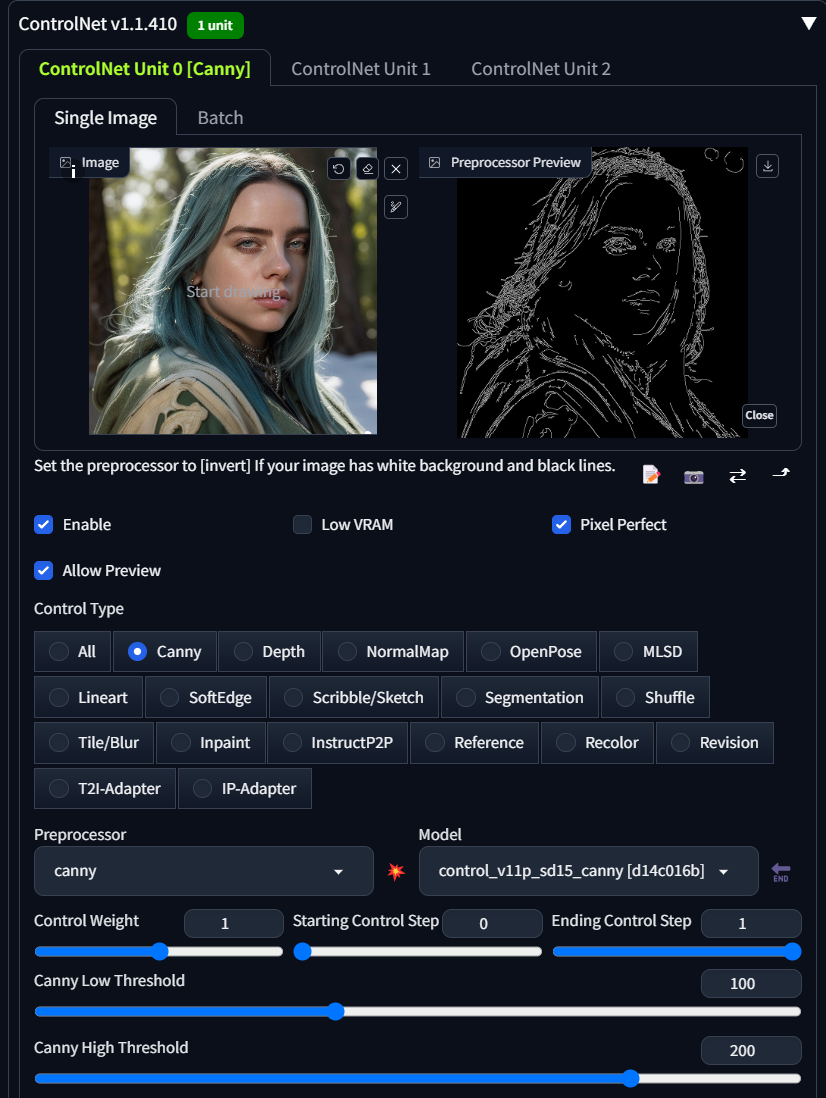 ControlNet v1.1.410 1 unit
ControlNet Unit 0 [Canny] ControlNet Unit 1 ControlNet Unit 2
Single Image Batch
Image Preprocessor Preview
Start drawing
Close
Set the preprocessor to [invert] If your image has white background and black lines.
Enable Low VRAM Pixel Perfect
Allow Preview
Control Type
All Canny Depth NormalMap OpenPose MLSD
Lineart SoftEdge Scribble/Sketch Segmentation Shuffle
Tile/Blur Inpaint InstructP2P Reference Recolor Revision
T2I-Adapter IP-Adapter
Preprocessor Model
canny control_v11p_sd15_canny [d14c016b] END
Control Weight 1 Starting Control Step 0 Ending Control Step 1
Canny Low Threshold 100
Canny High Threshold 200